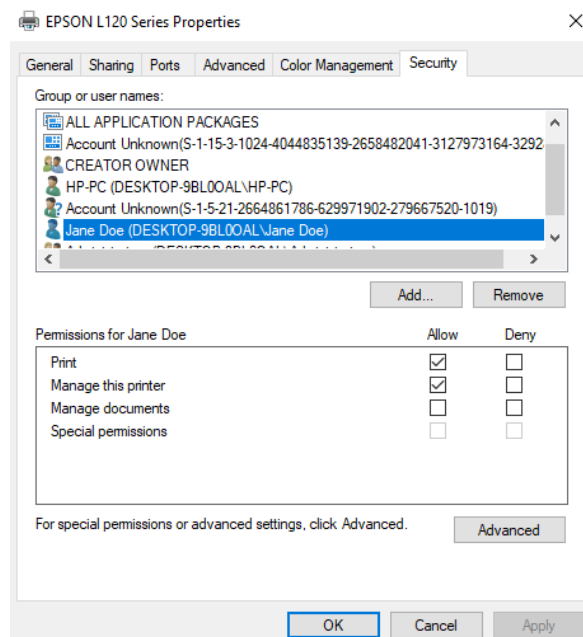 EPSON L120 Series Properties
General Sharing Ports Advanced Color Management Security
Group or user names:
ALL APPLICATION PACKAGES
Account Unknown(S-1-15-3-1024-4044835139-2658482041-3127973164-3292
CREATOR OWNER
HP-PC (DESKTOP-9BL0OAL\HP-PC)
Account Unknown(S-1-5-21-2664861786-629971902-279667520-1019)
Jane Doe (DESKTOP-9BL0OAL\Jane Doe)
Add... Remove
Permissions for Jane Doe Allow Deny
Print
Manage this printer
Manage documents
Special permissions
For special permissions or advanced settings, click Advanced.
Advanced
OK Cancel Apply